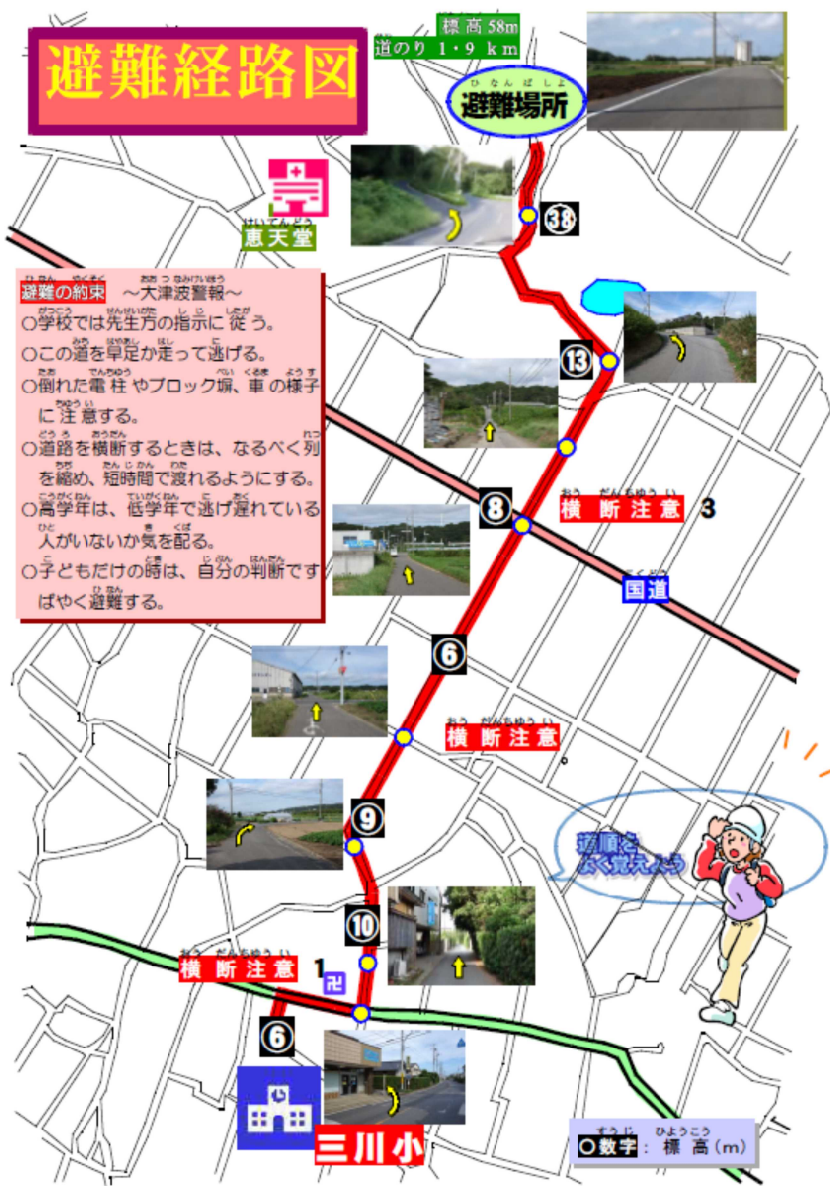 避難経路図
標高 58m
道のり 1・9 km
避難場所
恵天堂
㊳
避難の約束 ～大津波警報～
○学校では先生方の指示に従う。
○この道を早足か走って逃げる。
○倒れた電柱やブロック塀、車の様子
に注意する。
○道路を横断するときは、なるべく列
を縮め、短時間で渡れるようにする。
○高学年は、低学年で逃げ遅れている
人がいないか気を配る。
○子どもだけの時は、自分の判断です
ばやく避難する。
⑬
⑧
横断注意 3
国道
⑥
横断注意
⑨
道順を
よく覚えよう
⑩
横断注意 1
卍
⑥
三川小
○数字：標高(m)